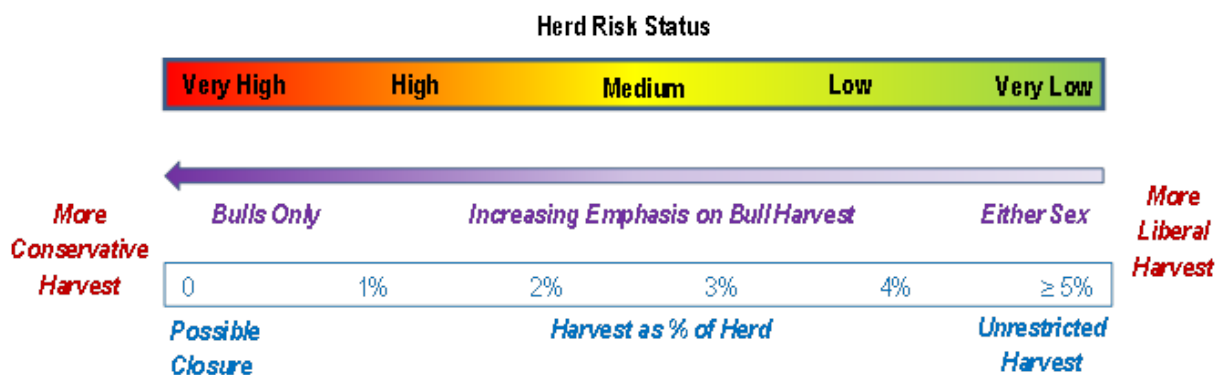 Herd Risk Status
Very High High Medium Low Very Low
Bulls Only Increasing Emphasis on Bull Harvest Either Sex
More
Conservative
Harvest
More
Liberal
Harvest
0 1% 2% 3% 4% ≥ 5%
Possible
Closure
Harvest as % of Herd
Unrestricted
Harvest